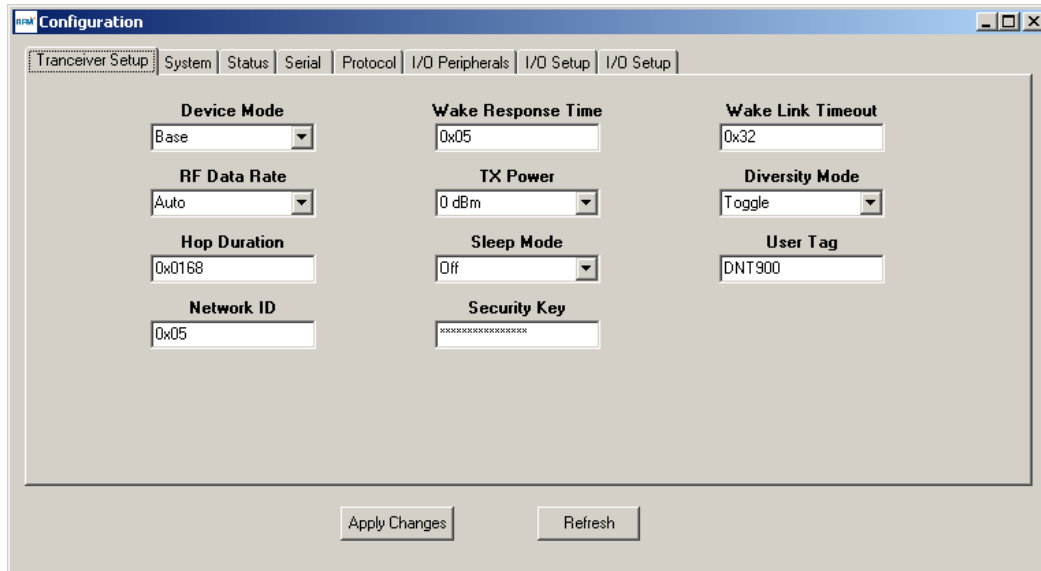 RFM Configuration
Tranceiver Setup System Status Serial Protocol I/O Peripherals I/O Setup I/O Setup
Device Mode Wake Response Time Wake Link Timeout
Base 0x05 0x32
RF Data Rate TX Power Diversity Mode
Auto 0 dBm Toggle
Hop Duration Sleep Mode User Tag
0x0168 Off DNT900
Network ID Security Key
0x05 ****************
Apply Changes Refresh